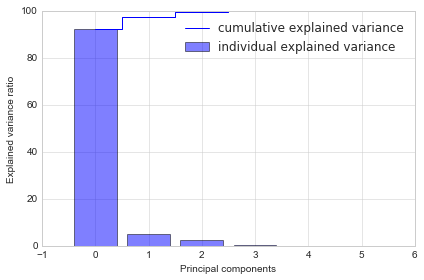 100
80
60
40
20
0
Explained variance ratio
cumulative explained variance
individual explained variance
−1 0 1 2 3 4 5 6
Principal components